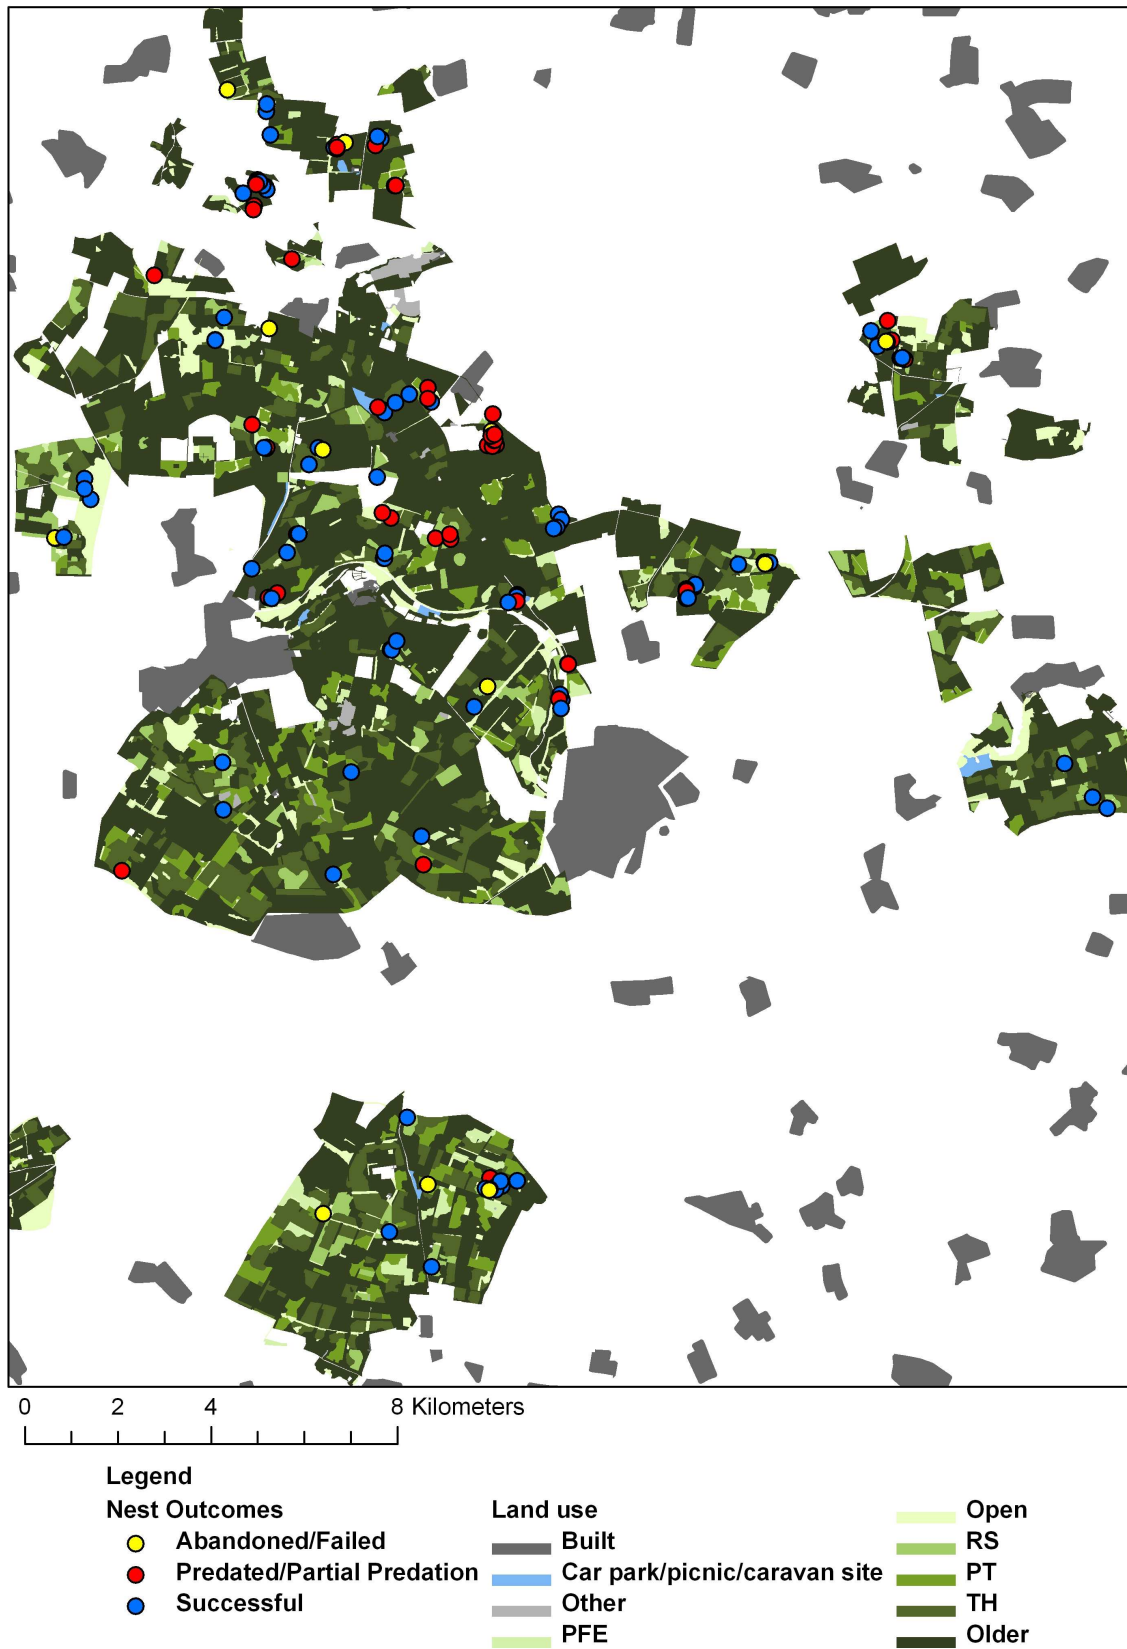 0 2 4 8 Kilometers
Legend
Nest Outcomes
Abandoned/Failed
Predated/Partial Predation
Successful
Land use
Built
Car park/picnic/caravan site
Other
PFE
Open
RS
PT
TH
Older